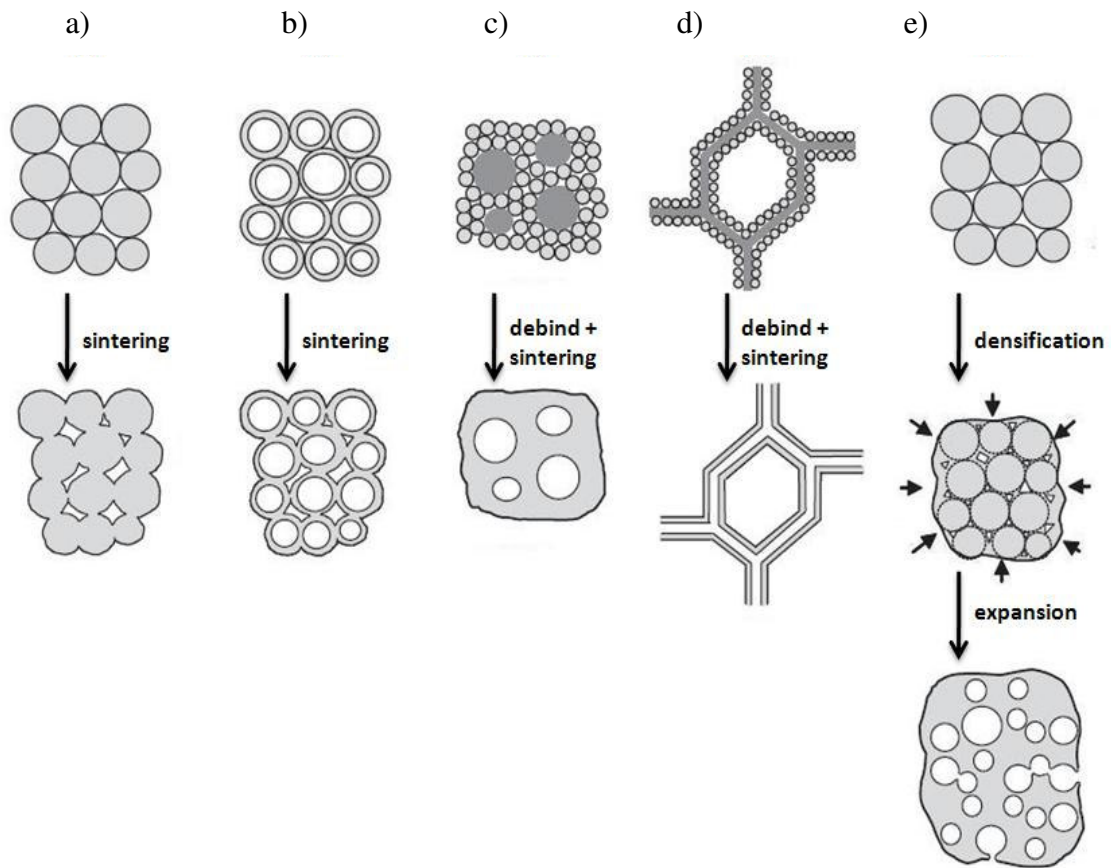 a)
b)
c)
d)
e)
sintering
sintering
debind +
sintering
debind +
sintering
densification
expansion